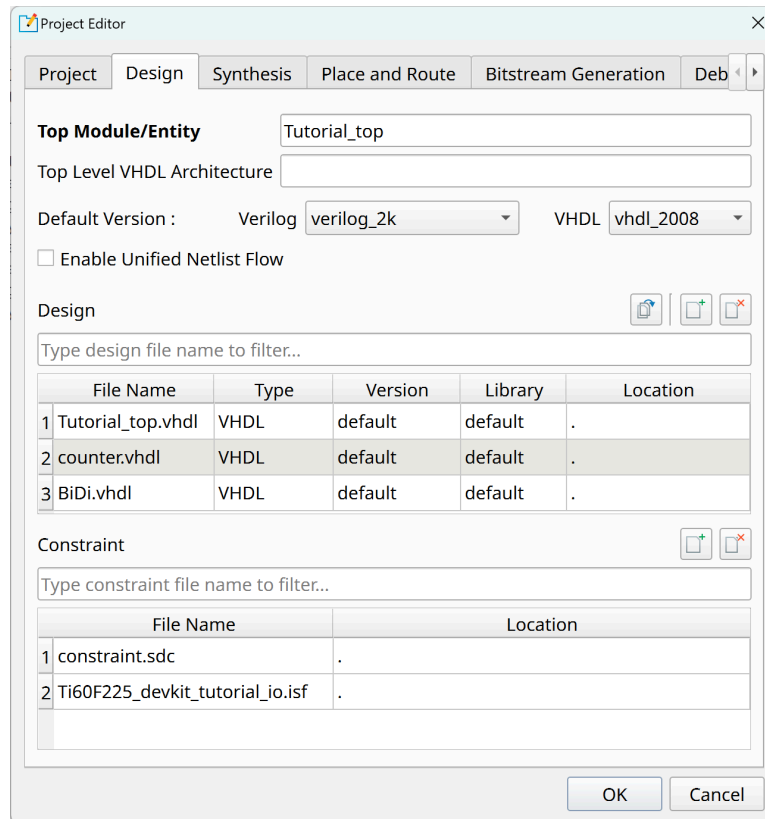 Project Editor
Project Design Synthesis Place and Route Bitstream Generation Deb
Top Module/Entity Tutorial_top
Top Level VHDL Architecture
Default Version : Verilog verilog_2k VHDL vhdl_2008
Enable Unified Netlist Flow
Design
Type design file name to filter...
File Name Type Version Library Location
1 Tutorial_top.vhdl VHDL default default .
2 counter.vhdl VHDL default default .
3 BiDi.vhdl VHDL default default .
Constraint
Type constraint file name to filter...
File Name Location
1 constraint.sdc .
2 Ti60F225_devkit_tutorial_io.isf .
OK Cancel